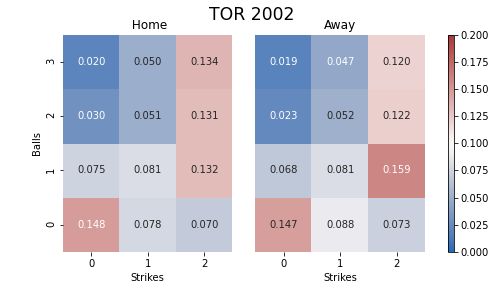 TOR 2002
Home Away
0.200
3 0.020 0.050 0.134 0.019 0.047 0.120 0.175
0.150
2 0.030 0.051 0.131 0.023 0.052 0.122 0.125
Balls 0.100
1 0.075 0.081 0.132 0.068 0.081 0.159 0.075
0.050
0 0.148 0.078 0.070 0.147 0.088 0.073 0.025
0.000
0 1 2 0 1 2
Strikes Strikes